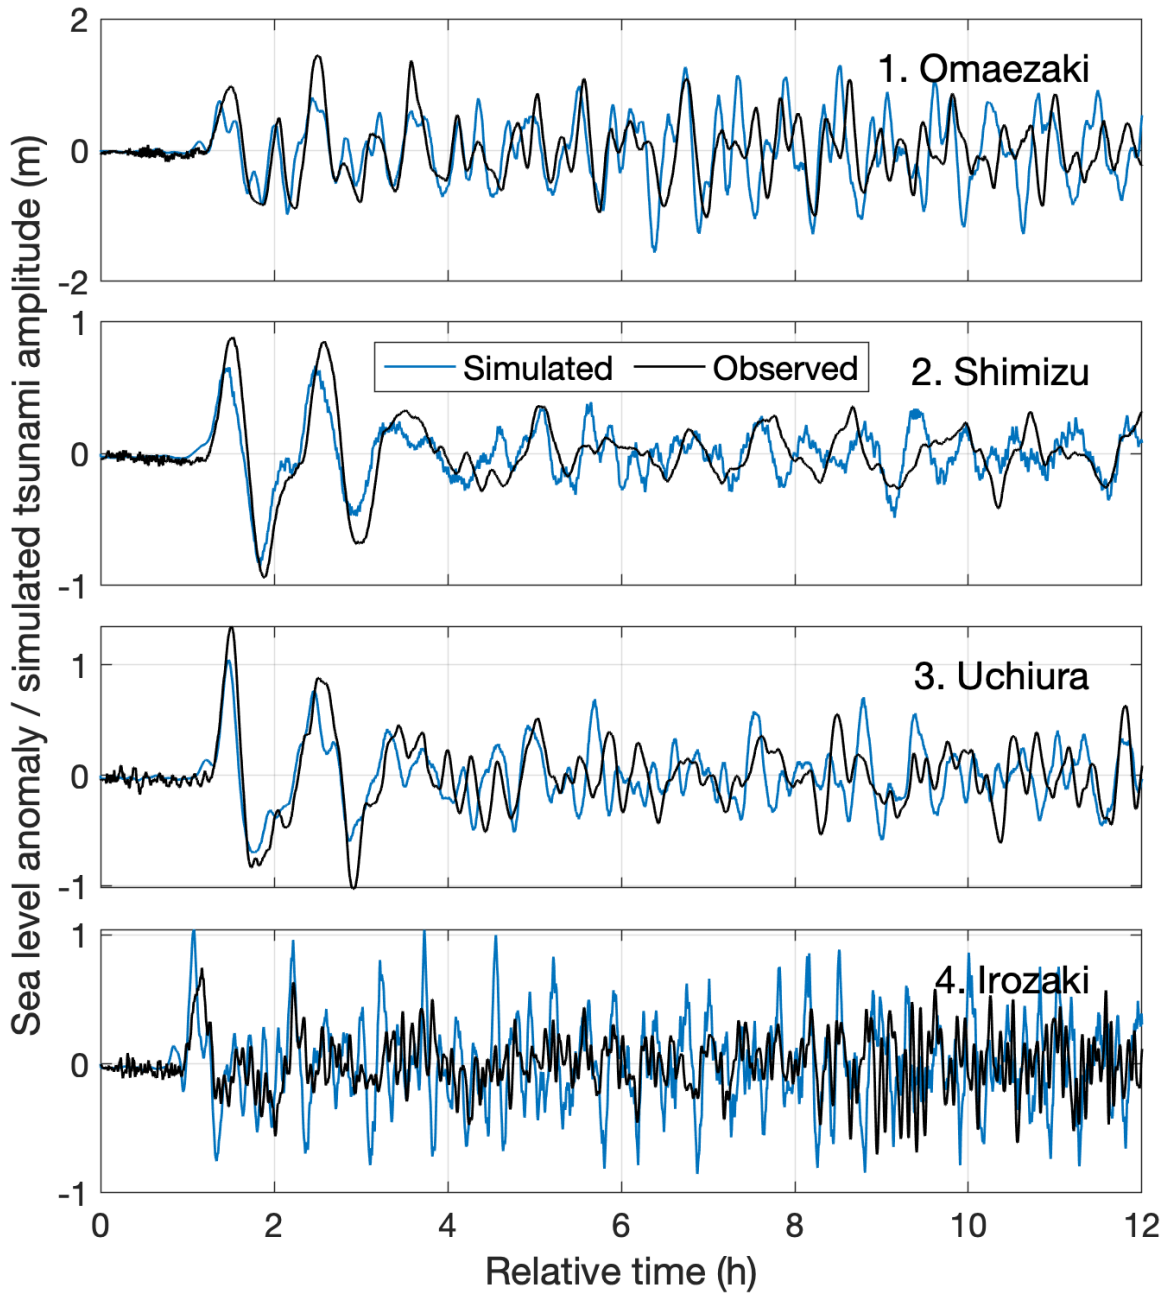 Sea level anomaly / simulated tsunami amplitude (m)
2
0
-2
1. Omaezaki
1
0
-1
Simulated
Observed
2. Shimizu
1
0
-1
3. Uchiura
1
0
-1
4. Irozaki
0
2
4
6
8
10
12
Relative time (h)